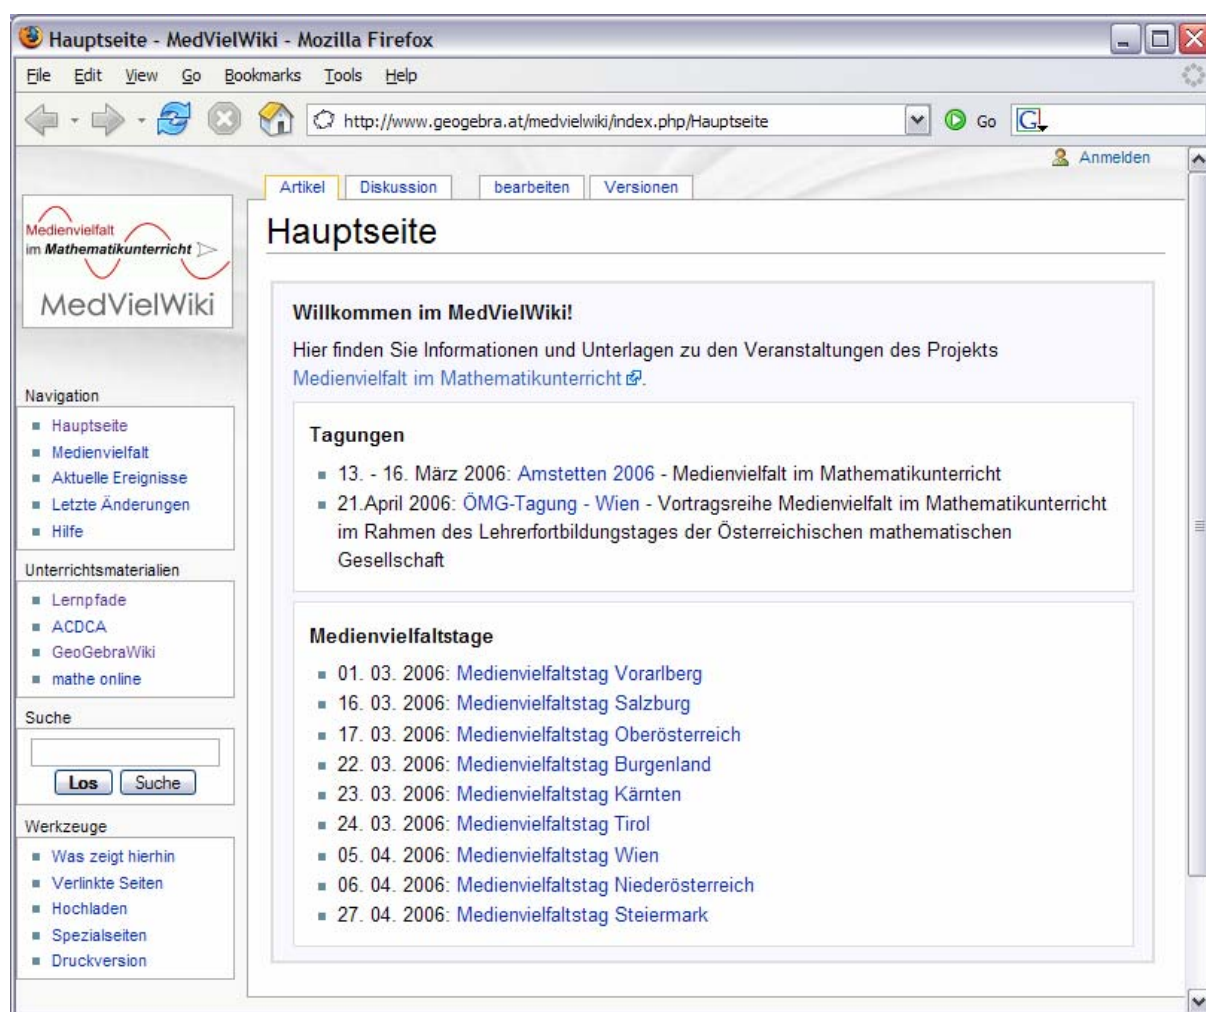 Hauptseite - MedVielWiki - Mozilla Firefox
File Edit View Go Bookmarks Tools Help
http://www.geogebra.at/medvielwiki/index.php/Hauptseite Go G
Anmelden
Artikel Diskussion bearbeiten Versionen
Medienvielfalt
im Mathematikunterricht
MedVielWiki
Navigation
Hauptseite
Medienvielfalt
Aktuelle Ereignisse
Letzte Änderungen
Hilfe
Unterrichtsmaterialien
Lernpfade
ACDCA
GeoGebraWiki
mathe online
Suche
Los Suche
Werkzeuge
Was zeigt hierhin
Verlinkte Seiten
Hochladen
Spezialseiten
Druckversion
Hauptseite
Willkommen im MedVielWiki!
Hier finden Sie Informationen und Unterlagen zu den Veranstaltungen des Projekts
Medienvielfalt im Mathematikunterricht.
Tagungen
13. - 16. März 2006: Amstetten 2006 - Medienvielfalt im Mathematikunterricht
21.April 2006: ÖMG-Tagung - Wien - Vortragsreihe Medienvielfalt im Mathematikunterricht
im Rahmen des Lehrerfortbildungstages der Österreichischen mathematischen
Gesellschaft
Medienvielfaltstage
01. 03. 2006: Medienvielfaltstag Vorarlberg
16. 03. 2006: Medienvielfaltstag Salzburg
17. 03. 2006: Medienvielfaltstag Oberösterreich
22. 03. 2006: Medienvielfaltstag Burgenland
23. 03. 2006: Medienvielfaltstag Kärnten
24. 03. 2006: Medienvielfaltstag Tirol
05. 04. 2006: Medienvielfaltstag Wien
06. 04. 2006: Medienvielfaltstag Niederösterreich
27. 04. 2006: Medienvielfaltstag Steiermark